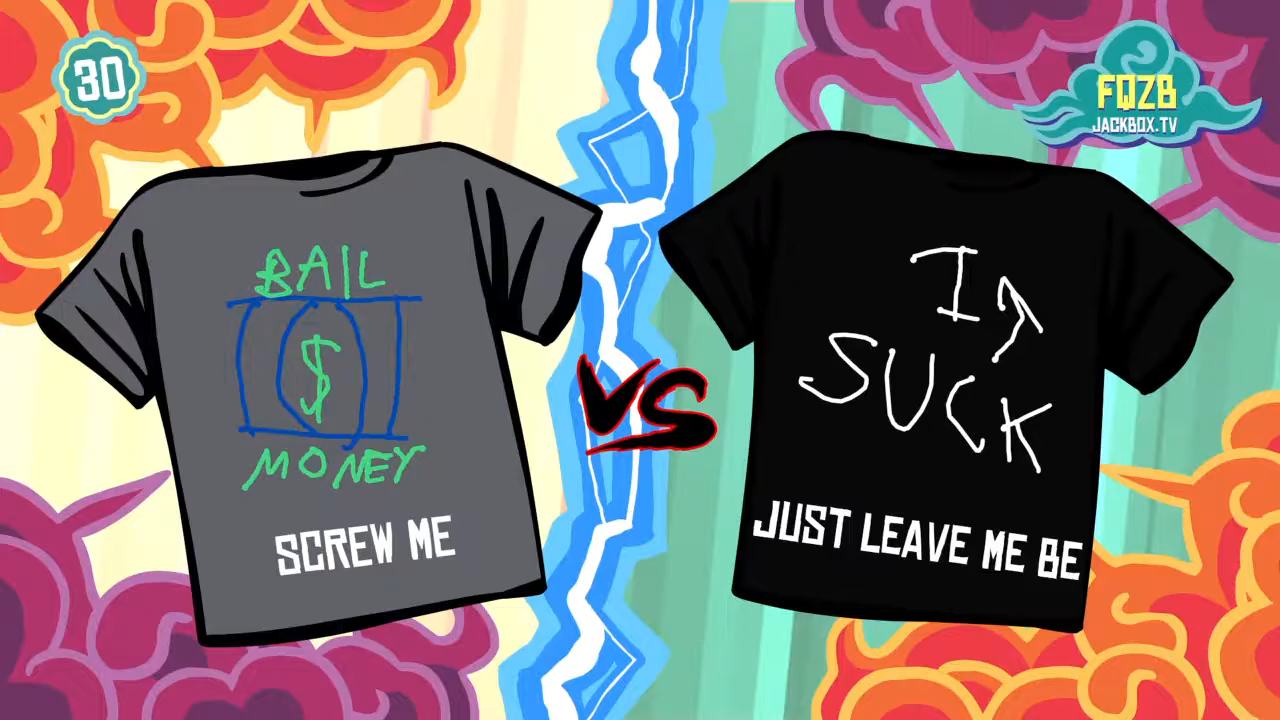 30
FQZB
JACKBOX.TV
BAIL
$
MONEY
SCREW ME
VS
I
SUCK
JUST LEAVE ME BE